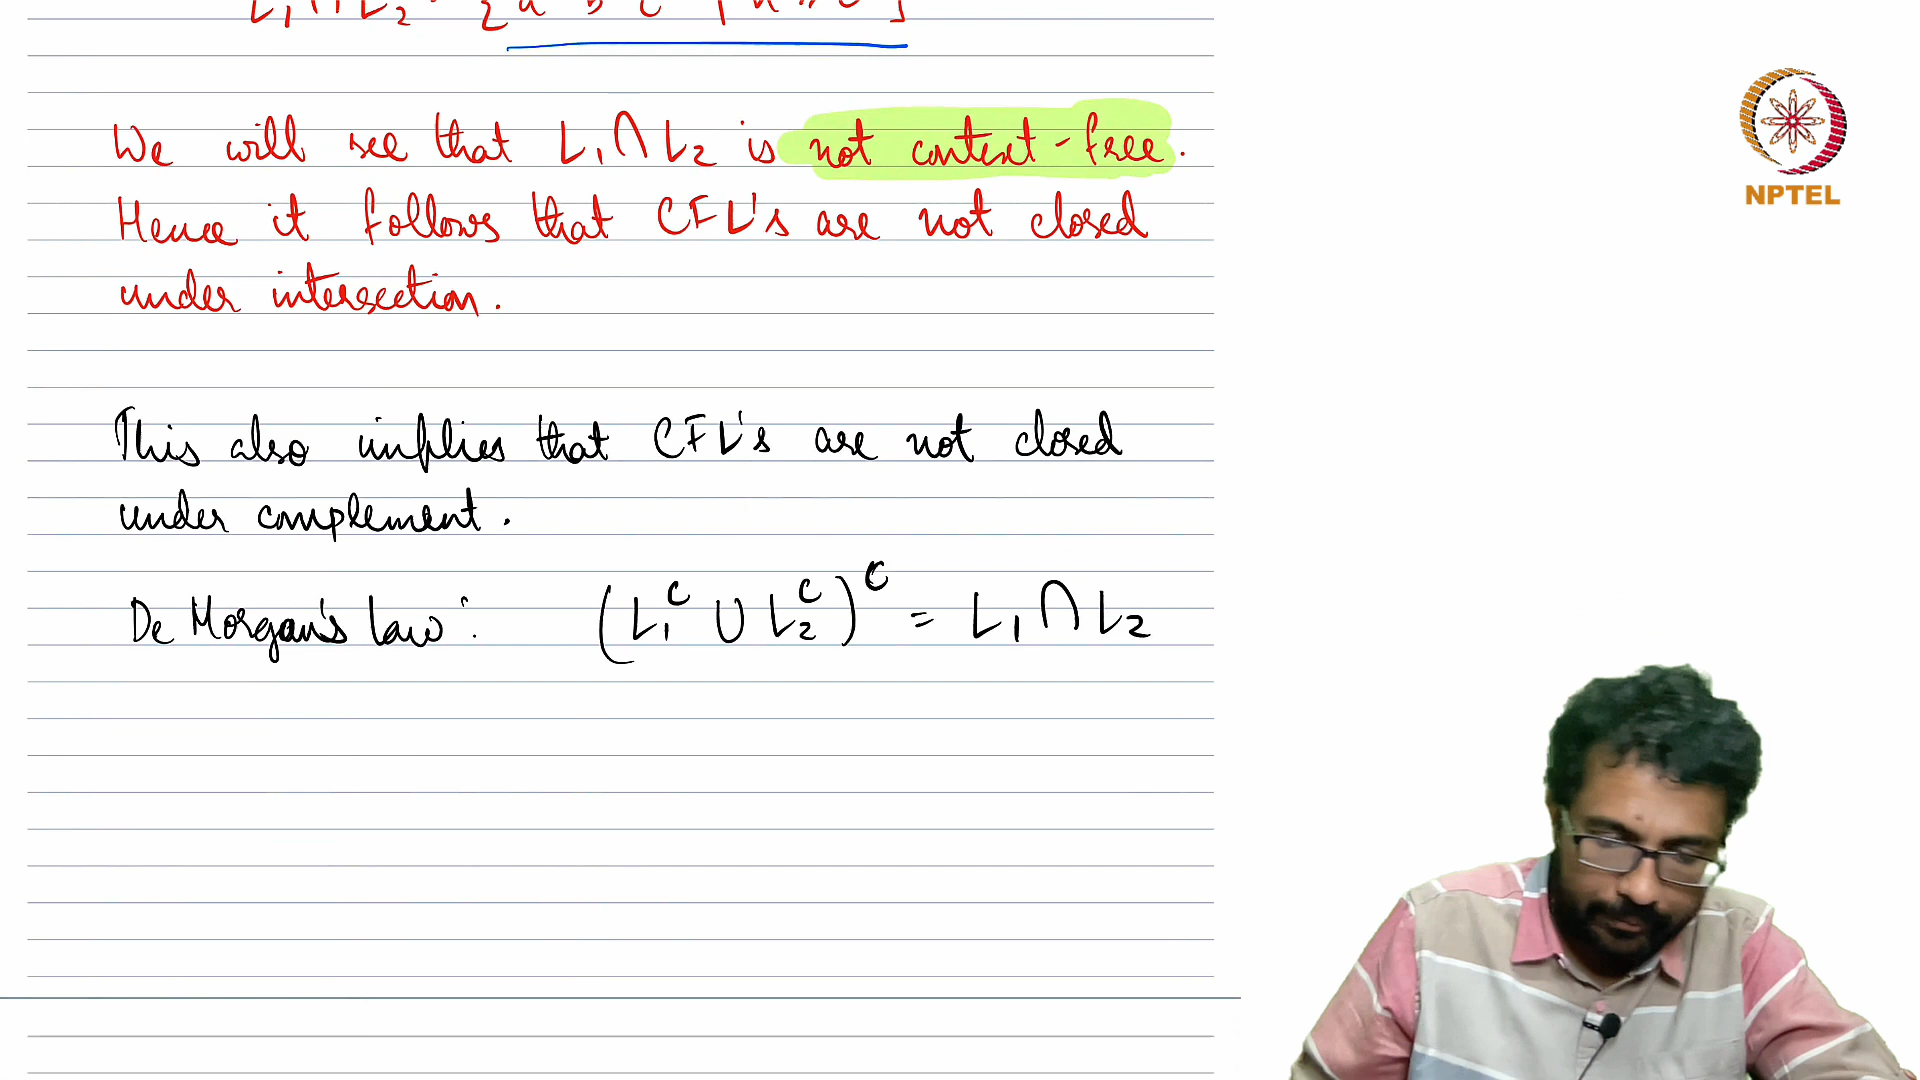 L₁ ∩ L₂
We will see that L₁ ∩ L₂ is not context-free.
Hence it follows that CFL's are not closed
under intersection.
This also implies that CFL's are not closed
under complement.
De Morgan's law: (L₁ᶜ ∪ L₂ᶜ)ᶜ = L₁ ∩ L₂
NPTEL